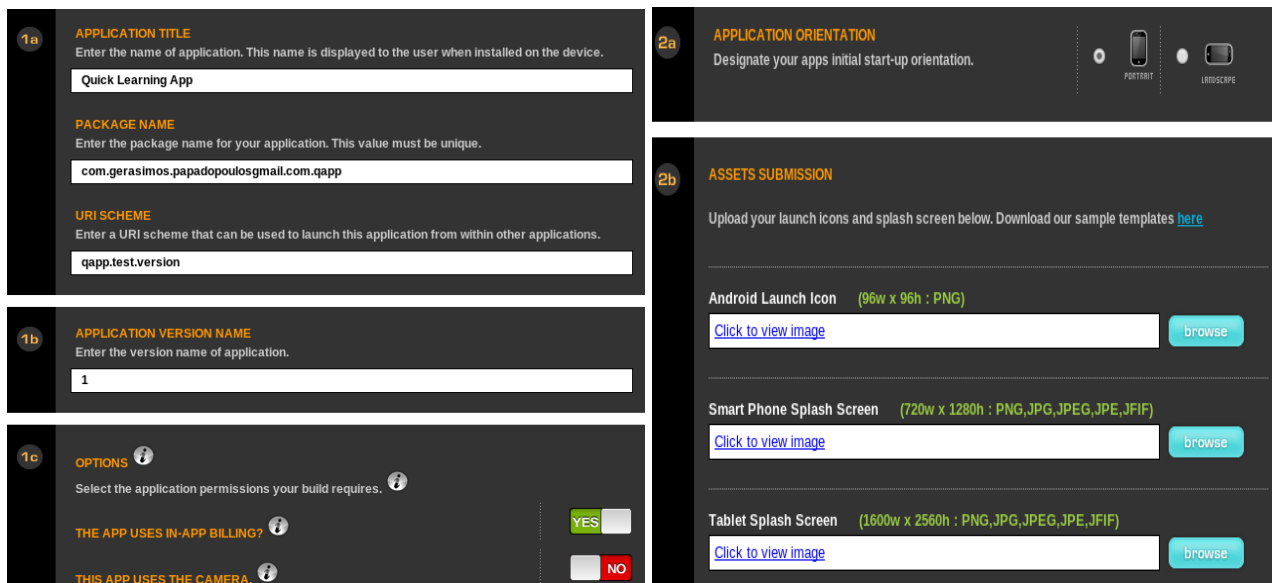 1a
APPLICATION TITLE
Enter the name of application. This name is displayed to the user when installed on the device.
Quick Learning App
PACKAGE NAME
Enter the package name for your application. This value must be unique.
com.gerasimos.papadopoulosgmail.com.qapp
URI SCHEME
Enter a URI scheme that can be used to launch this application from within other applications.
qapp.test.version
1b
APPLICATION VERSION NAME
Enter the version name of application.
1
1c
OPTIONS i
Select the application permissions your build requires. i
THE APP USES IN-APP BILLING? i
YES
THIS APP USES THE CAMERA. i
NO
2a
APPLICATION ORIENTATION
Designate your apps initial start-up orientation.
PORTRAIT
LANDSCAPE
2b
ASSETS SUBMISSION
Upload your launch icons and splash screen below. Download our sample templates here
Android Launch Icon (96w x 96h : PNG)
Click to view image browse
Smart Phone Splash Screen (720w x 1280h : PNG,JPG,JPEG,JPE,JFIF)
Click to view image browse
Tablet Splash Screen (1600w x 2560h : PNG,JPG,JPEG,JPE,JFIF)
Click to view image browse